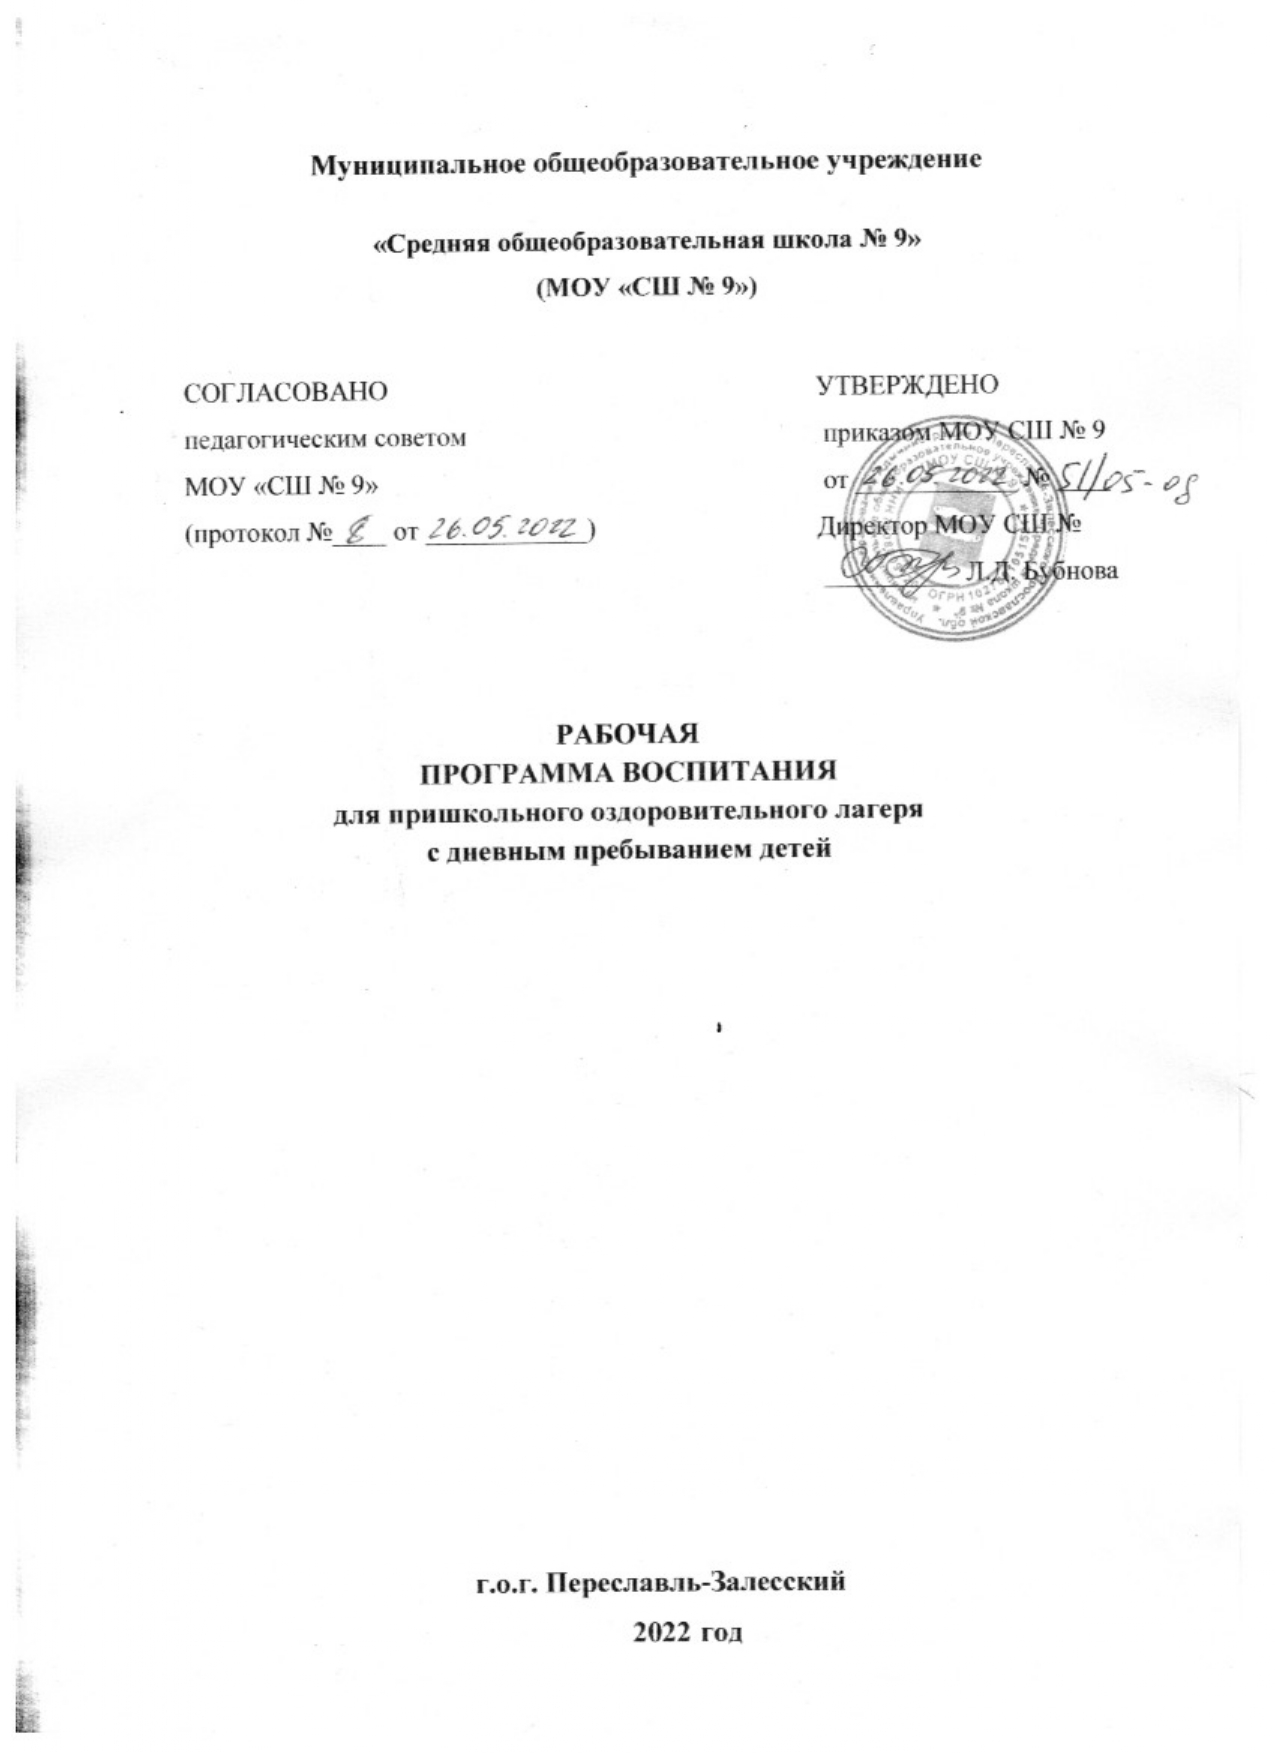 Муниципальное общеобразовательное учреждение
«Средняя общеобразовательная школа № 9»
(МОУ «СШ № 9»)
СОГЛАСОВАНО
педагогическим советом
МОУ «СШ № 9»
(протокол № 8 от 26.05.2022)
УТВЕРЖДЕНО
приказом МОУ СШ № 9
от 26.05.2022 № 51/05-08
Директор МОУ СШ №
Л.Д. Бубнова
РАБОЧАЯ
ПРОГРАММА ВОСПИТАНИЯ
для пришкольного оздоровительного лагеря
с дневным пребыванием детей
г.о.г. Переславль-Залесский
2022 год